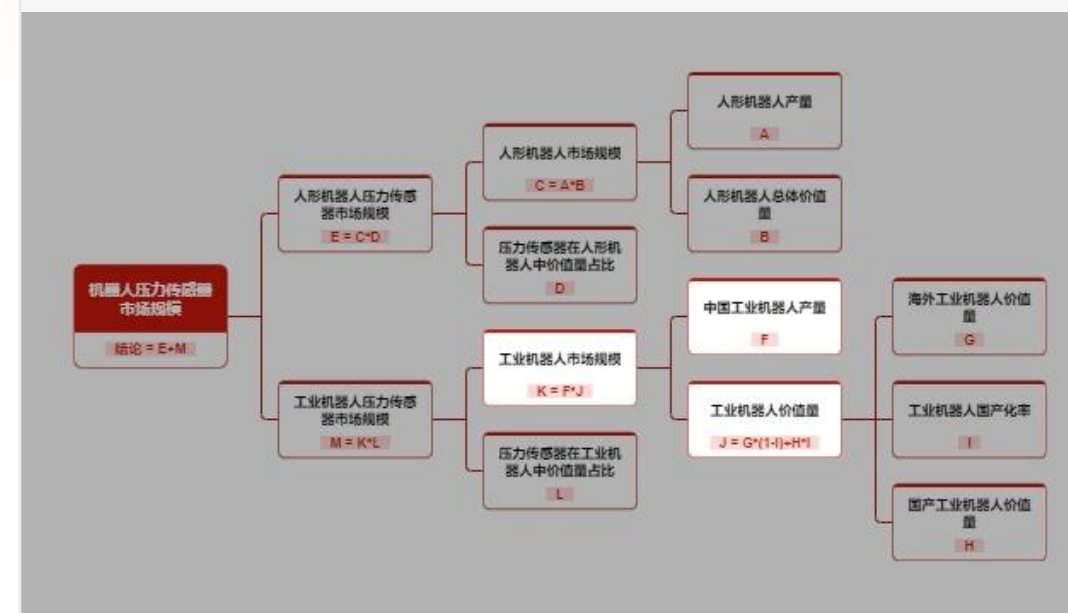 人形机器人产量
A
人形机器人市场规模
C = A*B
人形机器人压力传感
器市场规模
E = C*D
人形机器人总体价值
量
B
压力传感器在人形机
器人中价值量占比
D
机器人压力传感器
市场规模
结论 = E+M
中国工业机器人产量
F
海外工业机器人价值
量
G
工业机器人市场规模
K = F*J
工业机器人压力传感
器市场规模
M = K*L
工业机器人价值量
J = G*(1-I)+H*I
工业机器人国产化率
I
压力传感器在工业机
器人中价值量占比
L
国产工业机器人价值
量
H